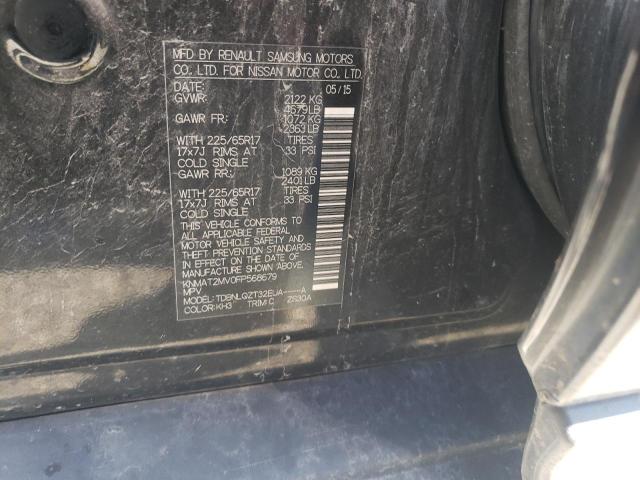 MFD BY RENAULT SAMSUNG MOTORS
CO. LTD. FOR NISSAN MOTOR CO., LTD.
DATE: 05/15
GVWR: 2122 KG
4679 LB
GAWR FR: 1072 KG
2363 LB
WITH 225/65R17 TIRES
17x7J RIMS AT 33 PSI
COLD SINGLE
GAWR RR: 1089 KG
2401 LB
WITH 225/65R17 TIRES
17x7J RIMS AT 33 PSI
COLD SINGLE
THIS VEHICLE CONFORMS TO
ALL APPLICABLE FEDERAL
MOTOR VEHICLE SAFETY AND
THEFT PREVENTION STANDARDS
IN EFFECT ON THE DATE OF
MANUFACTURE SHOWN ABOVE.
KNMAT2MV0FP568679
MPV
MODEL: TDBNLGZT32EUA-----A
COLOR: KH3 TRIM: C ZS30A